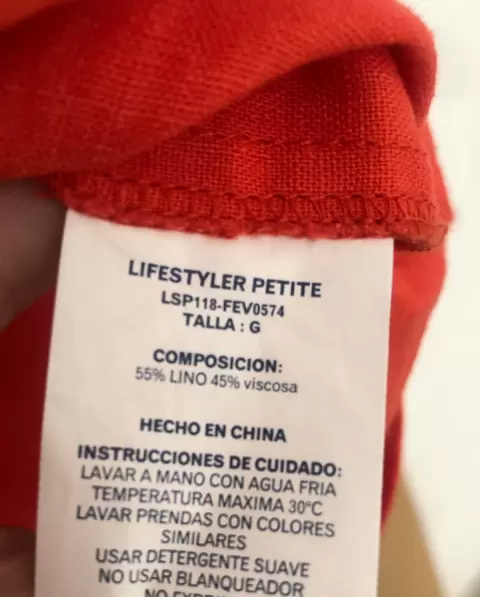 LIFESTYLER PETITE
LSP118-FEV0574
TALLA : G
COMPOSICION:
55% LINO 45% viscosa
HECHO EN CHINA
INSTRUCCIONES DE CUIDADO:
LAVAR A MANO CON AGUA FRIA
TEMPERATURA MAXIMA 30°C
LAVAR PRENDAS CON COLORES
SIMILARES
USAR DETERGENTE SUAVE
NO USAR BLANQUEADOR
NO